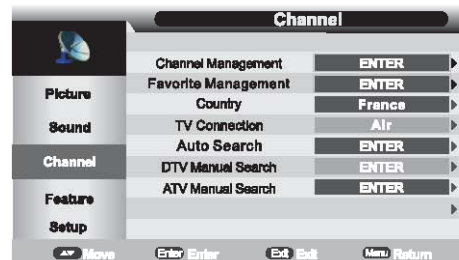 Channel
Channel Management ENTER
Favorite Management ENTER
Picture
Country France
Sound
TV Connection Air
Auto Search ENTER
Channel
DTV Manual Search ENTER
ATV Manual Search ENTER
Feature
Setup
Move Enter Enter Exit Exit Menu Return